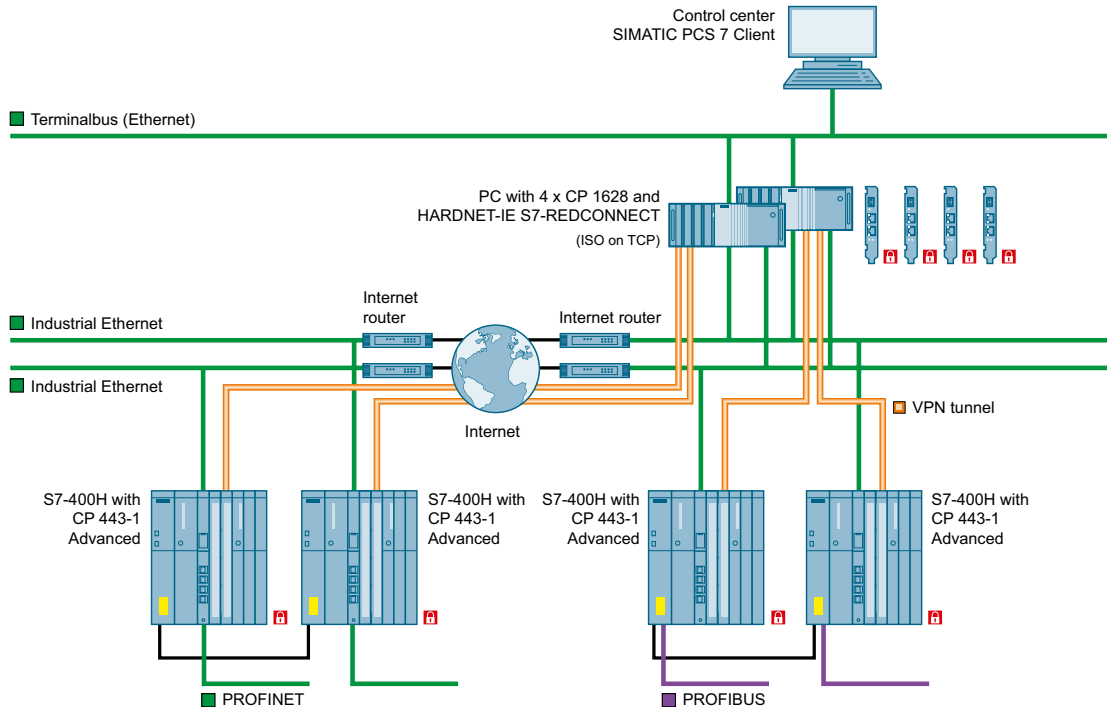 Control center
SIMATIC PCS 7 Client
Terminalbus (Ethernet)
PC with 4 x CP 1628 and
HARDNET-IE S7-REDCONNECT
(ISO on TCP)
Internet
router
Internet router
Industrial Ethernet
Industrial Ethernet
VPN tunnel
Internet
S7-400H with
CP 443-1
Advanced
S7-400H with
CP 443-1
Advanced
S7-400H with
CP 443-1
Advanced
S7-400H with
CP 443-1
Advanced
PROFINET
PROFIBUS